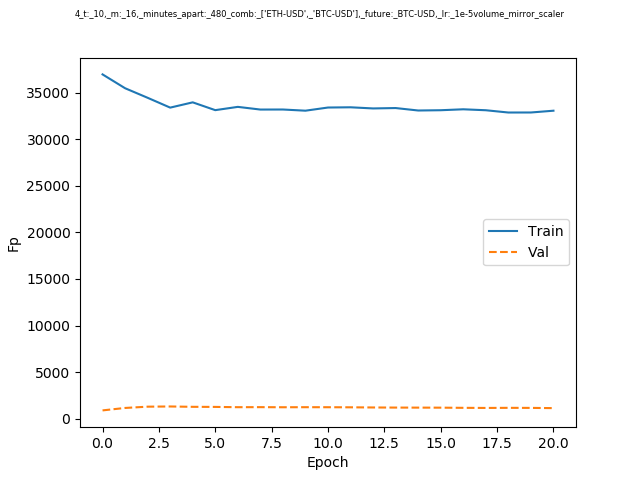 4_t:_10,_m:_16,_minutes_apart:_480_comb:_['ETH-USD',_'BTC-USD'],_future:_BTC-USD,_lr:_1e-5volume_mirror_scaler
35000
30000
25000
20000
15000
10000
5000
0
Fp
Train
Val
0.0 2.5 5.0 7.5 10.0 12.5 15.0 17.5 20.0
Epoch